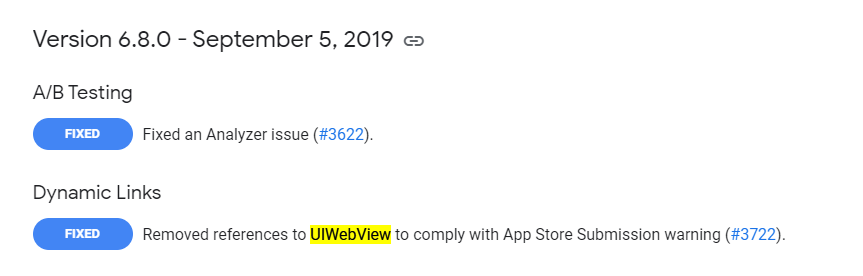 Version 6.8.0 - September 5, 2019
A/B Testing
FIXED Fixed an Analyzer issue (#3622).
Dynamic Links
FIXED Removed references to UIWebView to comply with App Store Submission warning (#3722).